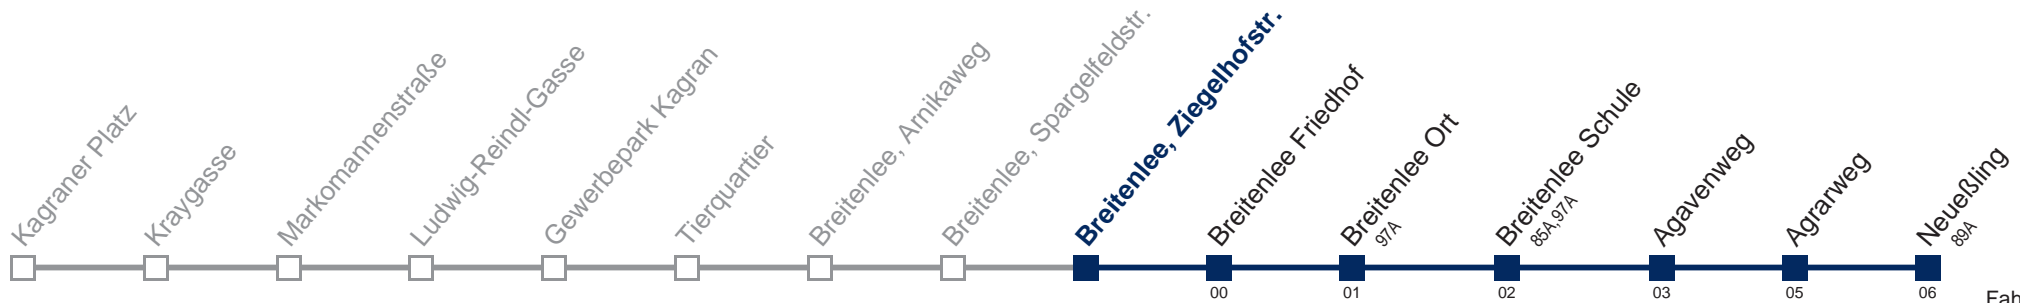 Kagraner Platz
Kraygasse
Markomannenstraße
Ludwig-Reindl-Gasse
Gewerbepark Kagran
Tierquartier
Breitenlee, Arnikaweg
Breitenlee, Spargelfeldstr.
Breitenlee, Ziegelhofstr.
Breitenlee Friedhof
Breitenlee Ort
97A
Breitenlee Schule
85A,97A
Agavenweg
Agrarweg
Neueßling
89A
00 01 02 03 05 06
Fah